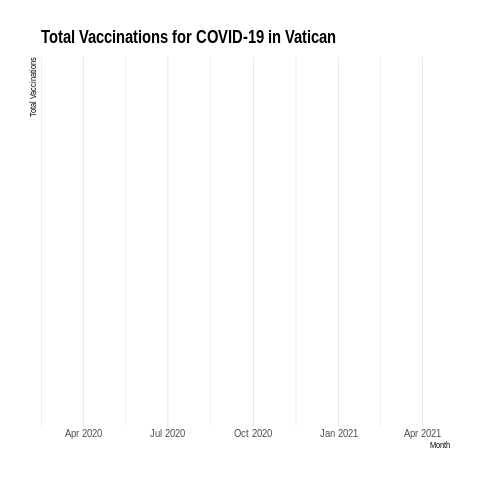 Total Vaccinations for COVID-19 in Vatican
Total Vaccinations
Apr 2020 Jul 2020 Oct 2020 Jan 2021 Apr 2021
Month